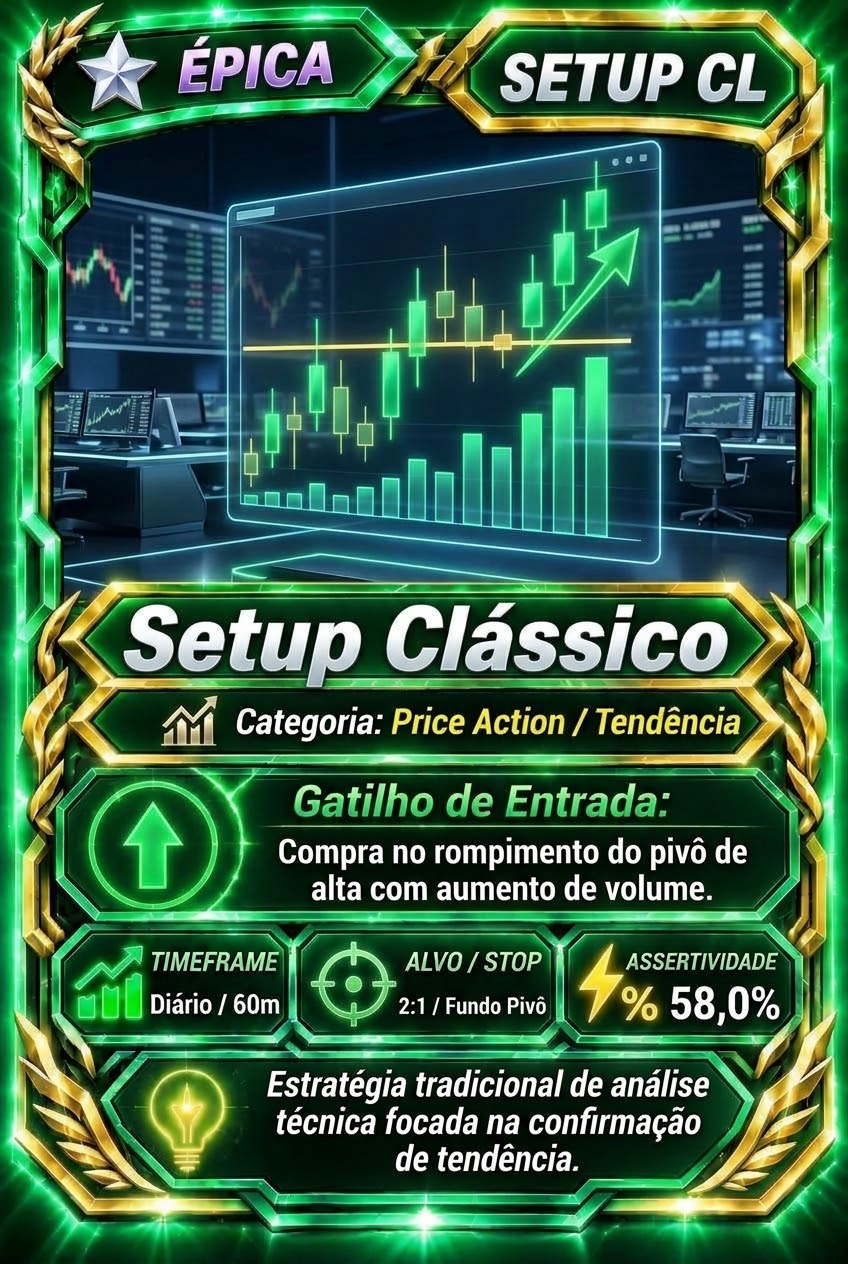 ÉPICA
SETUP CL
Setup Clássico
Categoria: Price Action / Tendência
Gatilho de Entrada:
Compra no rompimento do pivô de
alta com aumento de volume.
TIMEFRAME
Diário / 60m
ALVO / STOP
2:1 / Fundo Pivô
ASSERTIVIDADE
% 58,0%
Estratégia tradicional de análise
técnica focada na confirmação
de tendência.